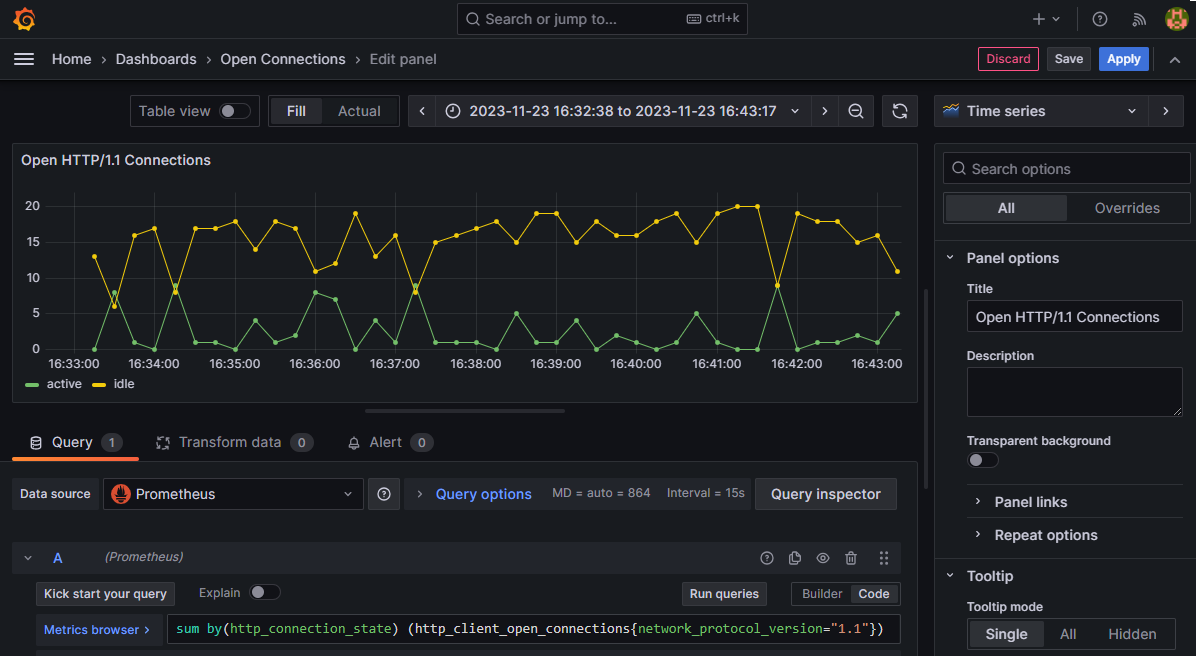 Search or jump to... ctrl+k
Home › Dashboards › Open Connections › Edit panel
Discard Save Apply
Table view Fill Actual 2023-11-23 16:32:38 to 2023-11-23 16:43:17
Time series
Open HTTP/1.1 Connections
20
15
10
5
0
16:33:00 16:34:00 16:35:00 16:36:00 16:37:00 16:38:00 16:39:00 16:40:00 16:41:00 16:42:00 16:43:00
active idle
Query 1 Transform data 0 Alert 0
Data source Prometheus › Query options MD = auto = 864 Interval = 15s Query inspector
A (Prometheus)
Kick start your query Explain Run queries Builder Code
Metrics browser › sum by(http_connection_state) (http_client_open_connections{network_protocol_version="1.1"})
Search options
All Overrides
Panel options
Title
Open HTTP/1.1 Connections
Description
Transparent background
Panel links
Repeat options
Tooltip
Tooltip mode
Single All Hidden